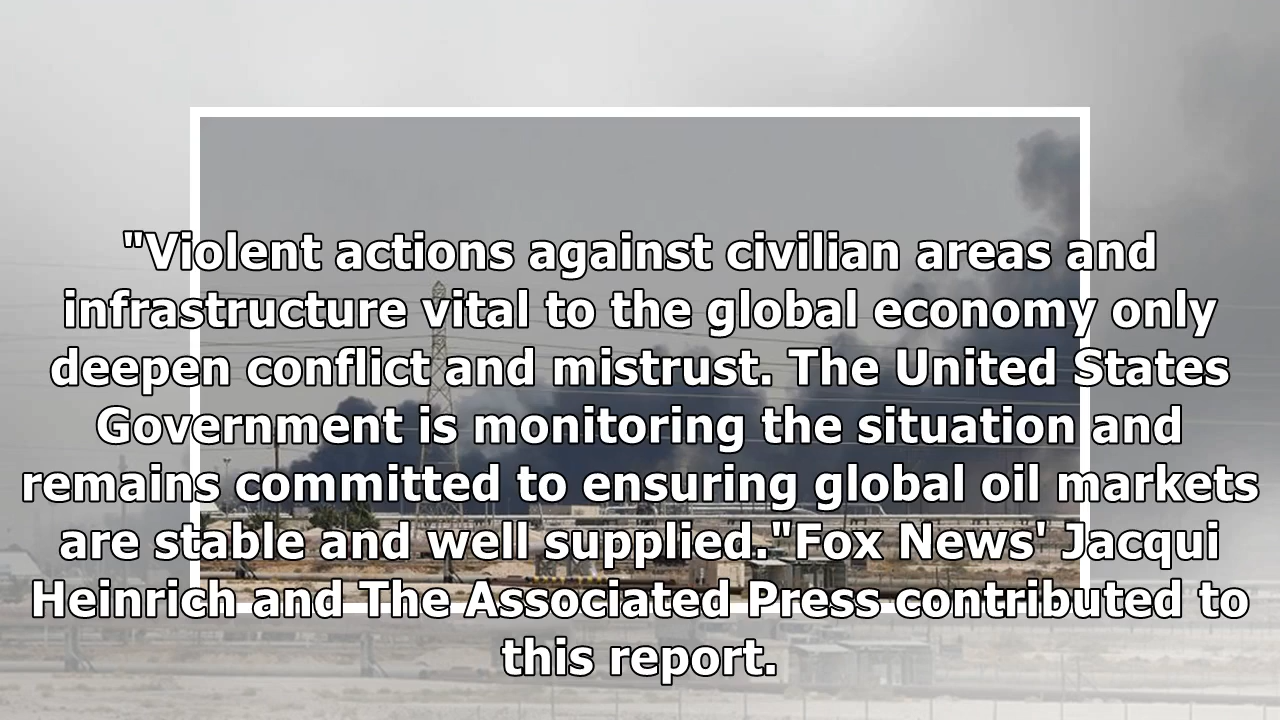 "Violent actions against civilian areas and
infrastructure vital to the global economy only
deepen conflict and mistrust. The United States
Government is monitoring the situation and
remains committed to ensuring global oil markets
are stable and well supplied."Fox News' Jacqui
Heinrich and The Associated Press contributed to
this report.